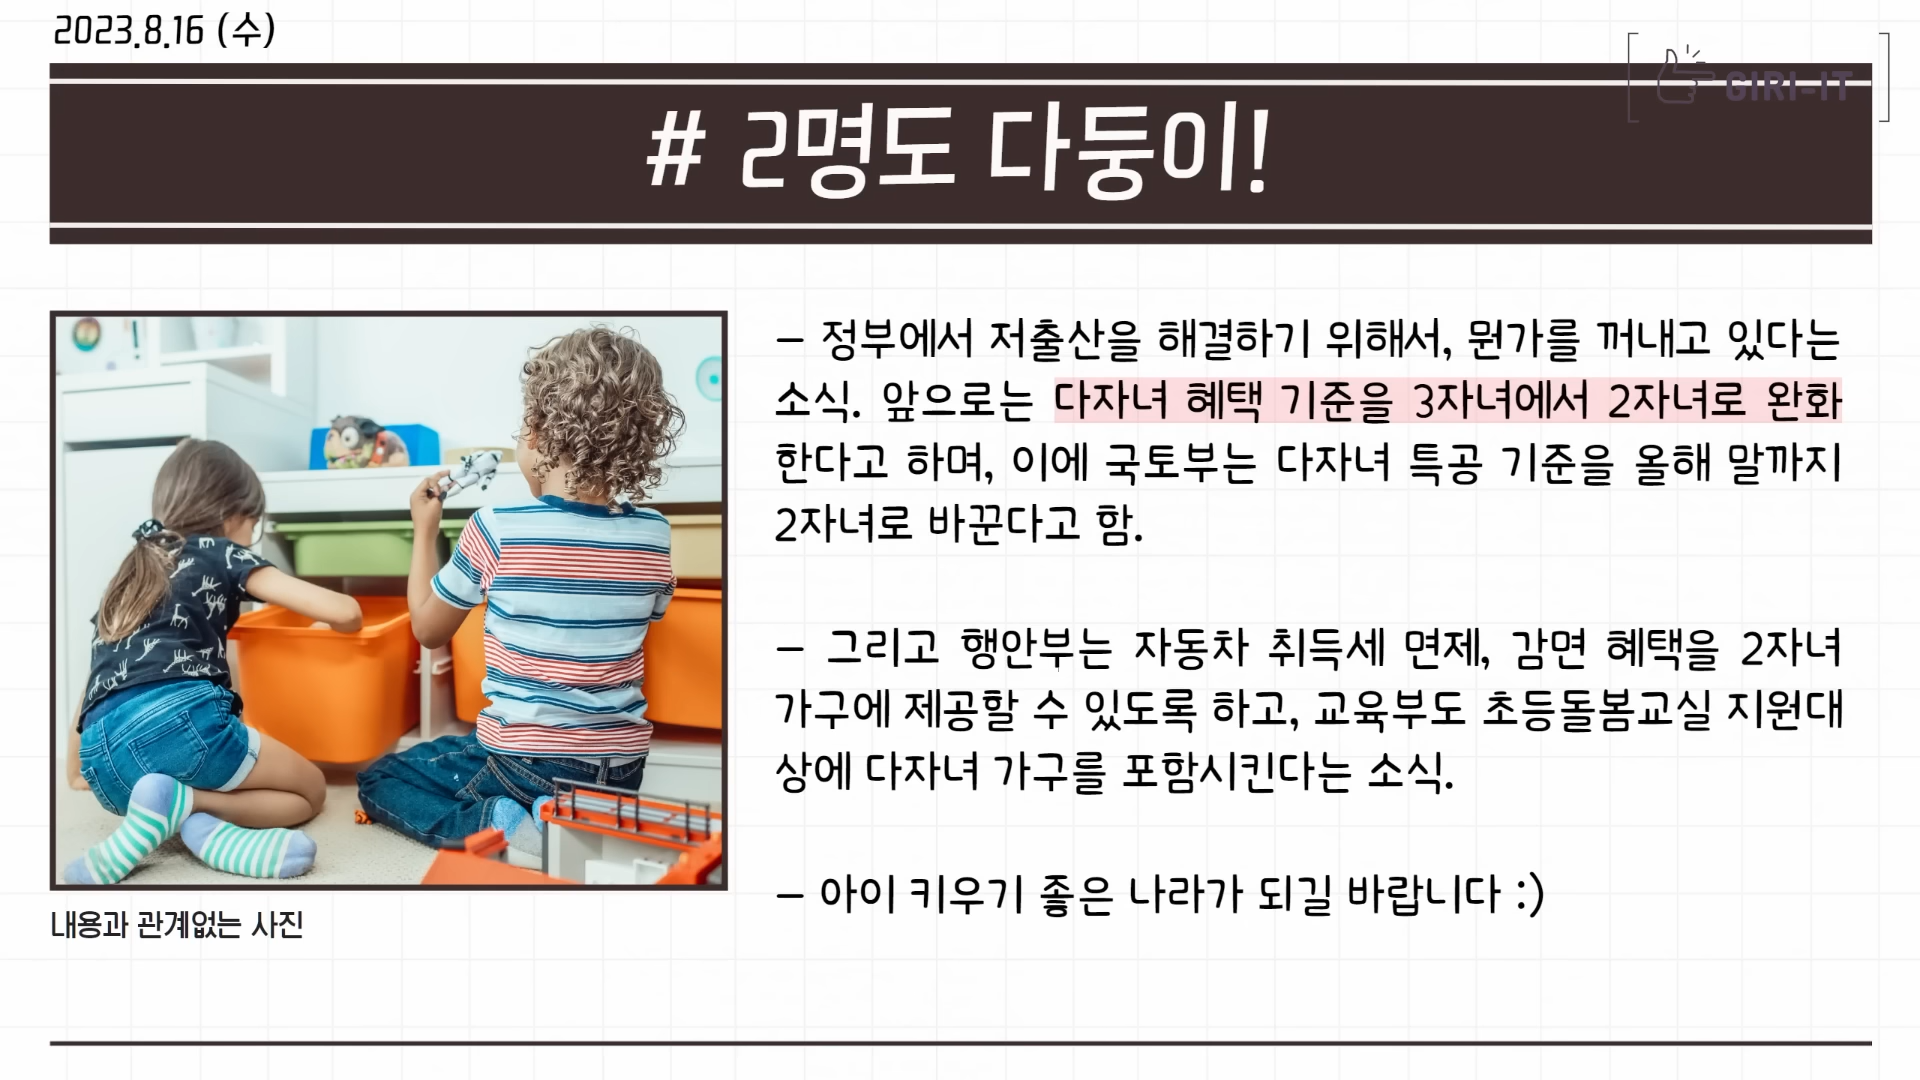 2023.8.16 (수)
GIRI-IT
# 2명도 다둥이!
– 정부에서 저출산을 해결하기 위해서, 뭔가를 꺼내고 있다는
소식. 앞으로는 다자녀 혜택 기준을 3자녀에서 2자녀로 완화
한다고 하며, 이에 국토부는 다자녀 특공 기준을 올해 말까지
2자녀로 바꾼다고 함.
– 그리고 행안부는 자동차 취득세 면제, 감면 혜택을 2자녀
가구에 제공할 수 있도록 하고, 교육부도 초등돌봄교실 지원대
상에 다자녀 가구를 포함시킨다는 소식.
– 아이 키우기 좋은 나라가 되길 바랍니다 :)
내용과 관계없는 사진